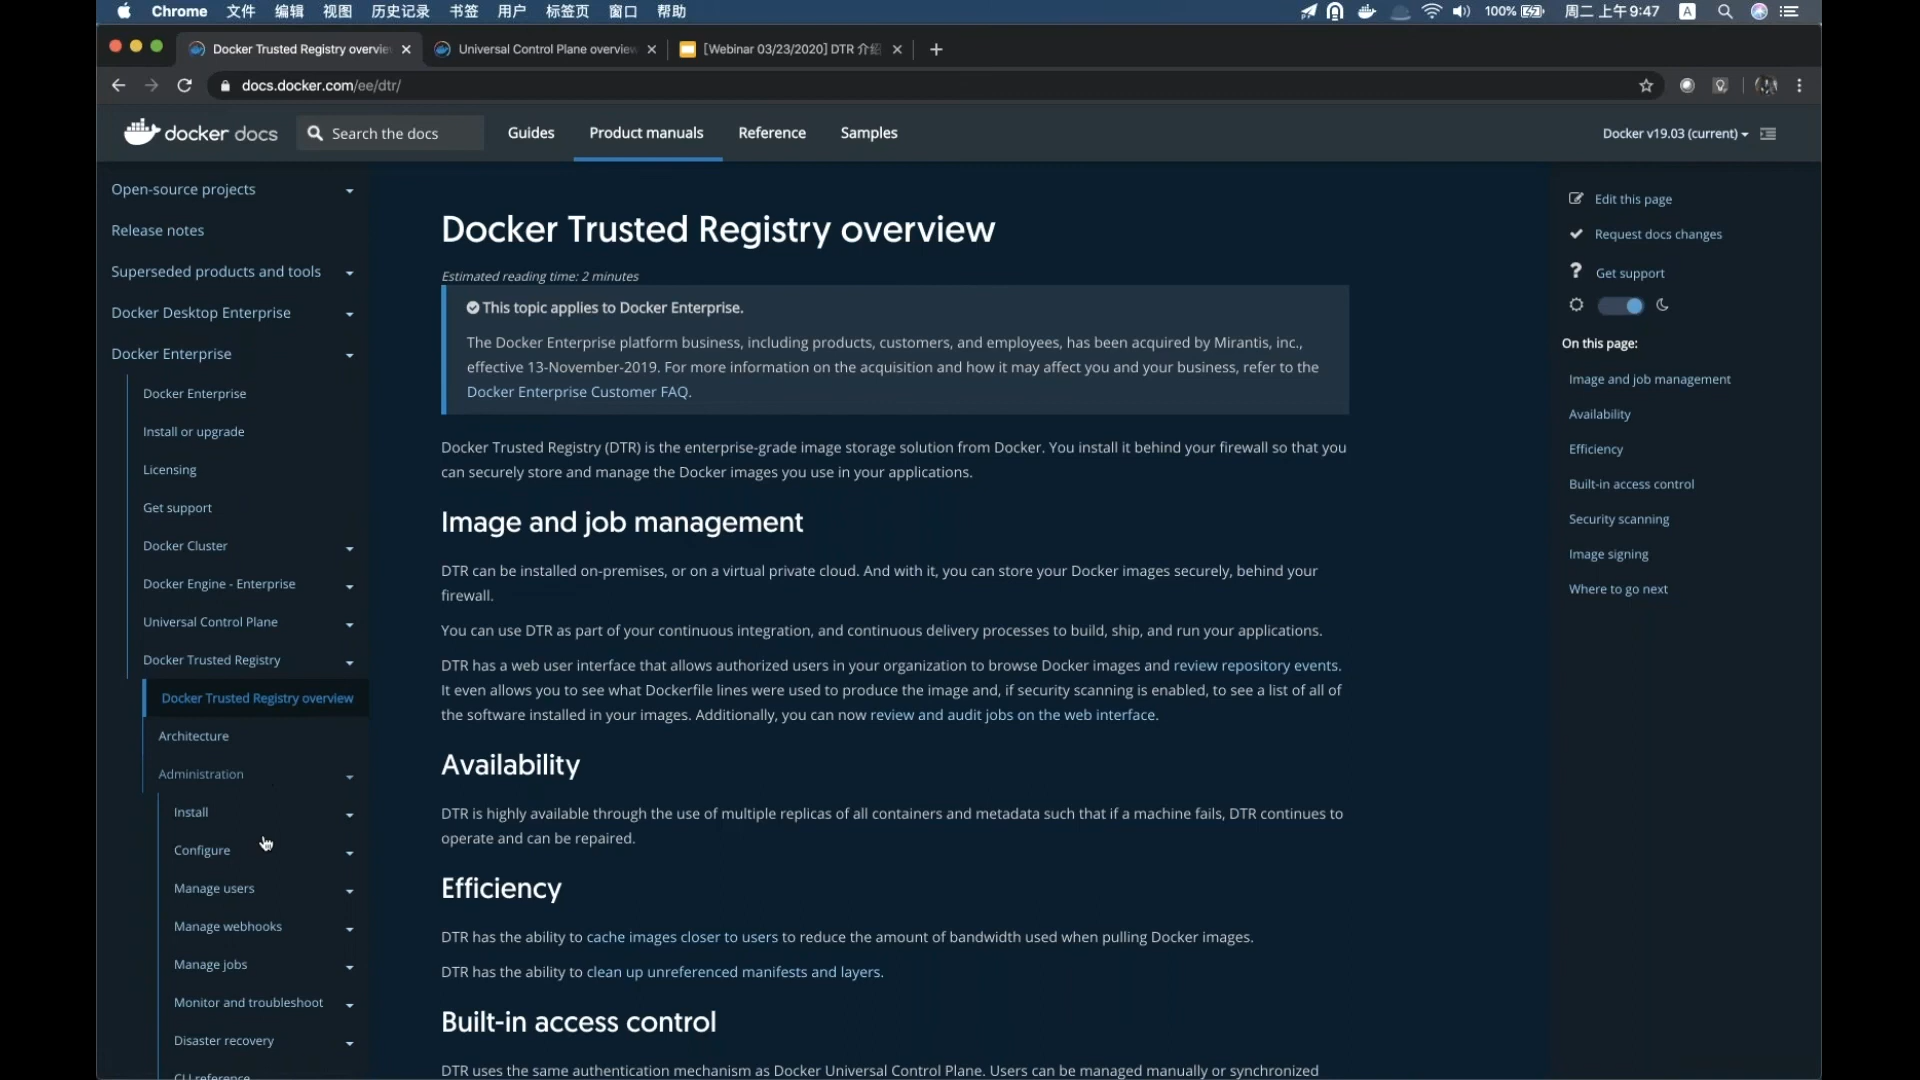 Chrome 文件 编辑 视图 历史记录 书签 用户 标签页 窗口 帮助 100% 周二 上午9:47 A
Docker Trusted Registry overvie
Universal Control Plane overview
[Webinar 03/23/2020] DTR 介绍
docs.docker.com/ee/dtr/
docker docs
Search the docs
Guides
Product manuals
Reference
Samples
Docker v19.03 (current)
Open-source projects
Release notes
Superseded products and tools
Docker Desktop Enterprise
Docker Enterprise
Docker Enterprise
Install or upgrade
Licensing
Get support
Docker Cluster
Docker Engine - Enterprise
Universal Control Plane
Docker Trusted Registry
Docker Trusted Registry overview
Architecture
Administration
Install
Configure
Manage users
Manage webhooks
Manage jobs
Monitor and troubleshoot
Disaster recovery
CLI reference
Docker Trusted Registry overview
Estimated reading time: 2 minutes
This topic applies to Docker Enterprise.
The Docker Enterprise platform business, including products, customers, and employees, has been acquired by Mirantis, inc.,
effective 13-November-2019. For more information on the acquisition and how it may affect you and your business, refer to the
Docker Enterprise Customer FAQ.
Docker Trusted Registry (DTR) is the enterprise-grade image storage solution from Docker. You install it behind your firewall so that you
can securely store and manage the Docker images you use in your applications.
Image and job management
DTR can be installed on-premises, or on a virtual private cloud. And with it, you can store your Docker images securely, behind your
firewall.
You can use DTR as part of your continuous integration, and continuous delivery processes to build, ship, and run your applications.
DTR has a web user interface that allows authorized users in your organization to browse Docker images and review repository events.
It even allows you to see what Dockerfile lines were used to produce the image and, if security scanning is enabled, to see a list of all of
the software installed in your images. Additionally, you can now review and audit jobs on the web interface.
Availability
DTR is highly available through the use of multiple replicas of all containers and metadata such that if a machine fails, DTR continues to
operate and can be repaired.
Efficiency
DTR has the ability to cache images closer to users to reduce the amount of bandwidth used when pulling Docker images.
DTR has the ability to clean up unreferenced manifests and layers.
Built-in access control
DTR uses the same authentication mechanism as Docker Universal Control Plane. Users can be managed manually or synchronized
Edit this page
Request docs changes
Get support
On this page:
Image and job management
Availability
Efficiency
Built-in access control
Security scanning
Image signing
Where to go next